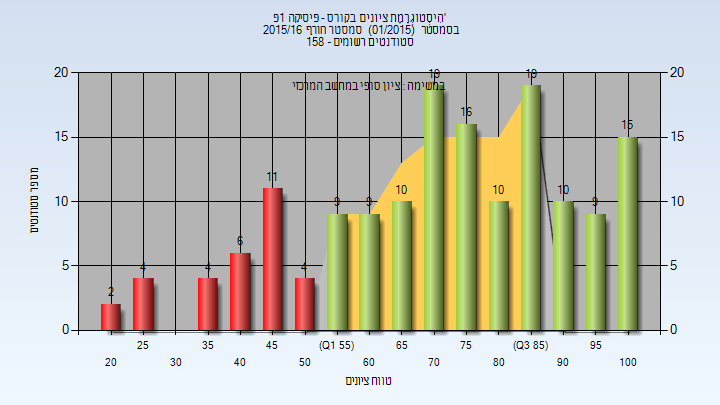 היסטוגרמת ציונים בקורס - פיסיקה 1פ'
בסמסטר (01/2015) סמסטר חורף 2015/16
סטודנטים רשומים - 158
במשימה : ציון סופי במחשב המרכזי
מספר סטודנטים
20 20
15 15
10 10
5 5
0 0
2 4 4 6 11 4 9 9 10 19 16 10 19 10 9 15
25 35 45 (Q1 55) 65 75 (Q3 85) 95
20 30 40 50 60 70 80 90 100
טווח ציונים